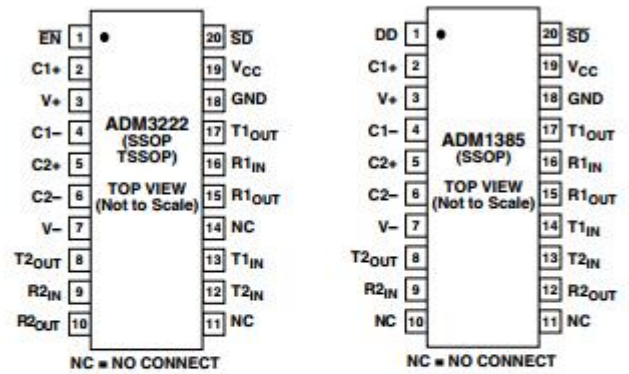 EN 1 20 SD
C1+ 2 19 VCC
V+ 3 18 GND
C1– 4 17 T1OUT
C2+ 5 16 R1IN
C2– 6 15 R1OUT
V– 7 14 NC
T2OUT 8 13 T1IN
R2IN 9 12 T2IN
R2OUT 10 11 NC
ADM3222
(SSOP
TSSOP)
TOP VIEW
(Not to Scale)
NC = NO CONNECT
DD 1 20 SD
C1+ 2 19 VCC
V+ 3 18 GND
C1– 4 17 T1OUT
C2+ 5 16 R1IN
C2– 6 15 R1OUT
V– 7 14 T1IN
T2OUT 8 13 T2IN
R2IN 9 12 R2OUT
NC 10 11 NC
ADM1385
(SSOP)
TOP VIEW
(Not to Scale)
NC = NO CONNECT